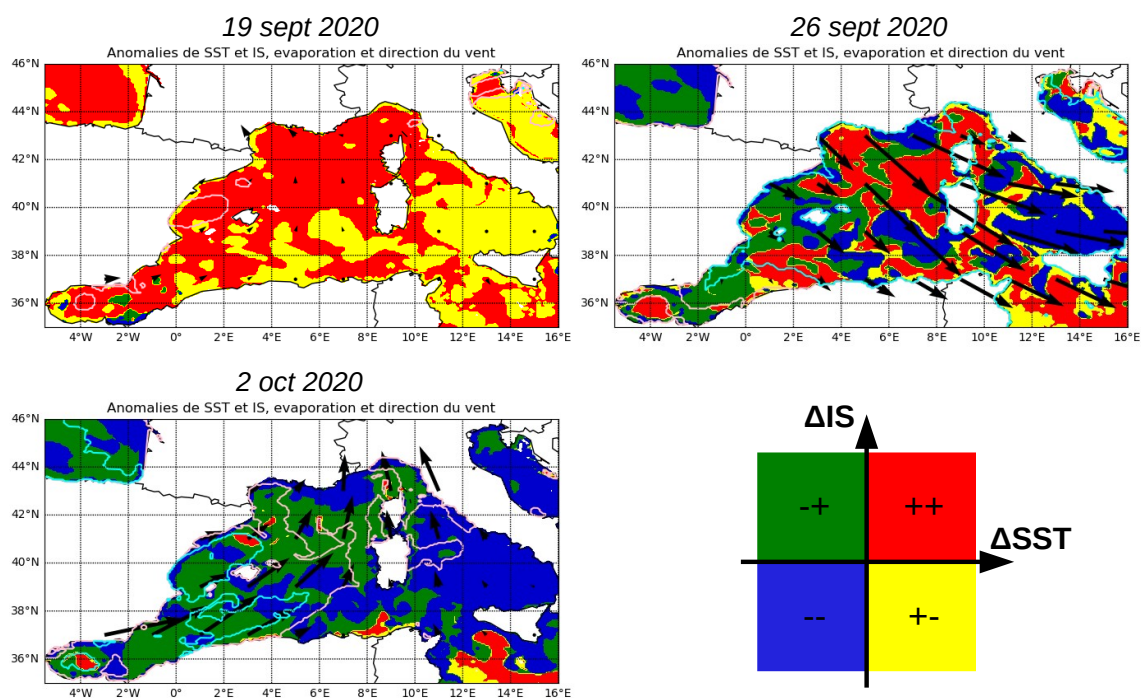 19 sept 2020
Anomalies de SST et IS, evaporation et direction du vent
46°N
44°N
42°N
40°N
38°N
36°N
4°W 2°W 0° 2°E 4°E 6°E 8°E 10°E 12°E 14°E 16°E
26 sept 2020
Anomalies de SST et IS, evaporation et direction du vent
46°N
44°N
42°N
40°N
38°N
36°N
4°W 2°W 0° 2°E 4°E 6°E 8°E 10°E 12°E 14°E 16°E
2 oct 2020
Anomalies de SST et IS, evaporation et direction du vent
46°N
44°N
42°N
40°N
38°N
36°N
4°W 2°W 0° 2°E 4°E 6°E 8°E 10°E 12°E 14°E 16°E
ΔIS
-+ ++
ΔSST
-- +-